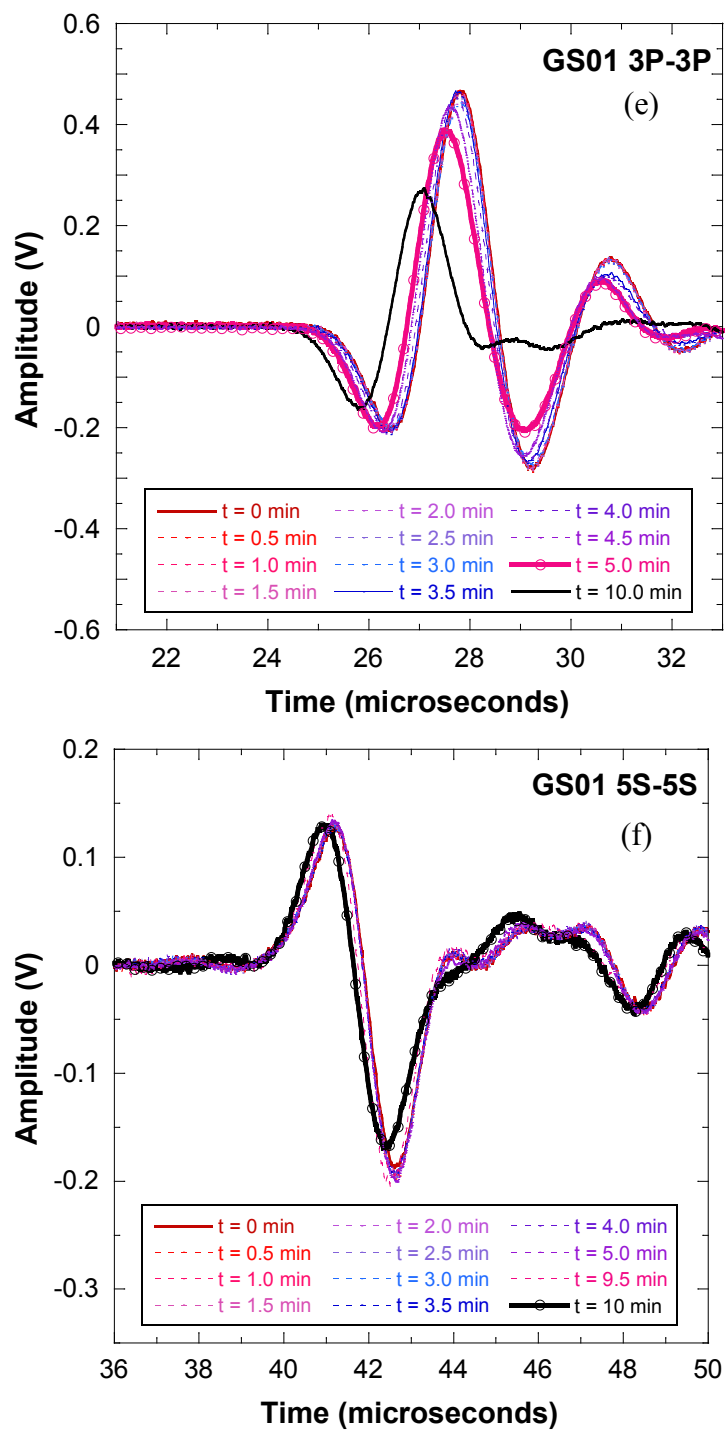 GS01 3P-3P
(e)
0.6
0.4
0.2
0
-0.2
-0.4
-0.6
Amplitude (V)
t = 0 min
t = 0.5 min
t = 1.0 min
t = 1.5 min
t = 2.0 min
t = 2.5 min
t = 3.0 min
t = 3.5 min
t = 4.0 min
t = 4.5 min
t = 5.0 min
t = 10.0 min
22 24 26 28 30 32
Time (microseconds)
GS01 5S-5S
(f)
0.2
0.1
0
-0.1
-0.2
-0.3
Amplitude (V)
t = 0 min
t = 0.5 min
t = 1.0 min
t = 1.5 min
t = 2.0 min
t = 2.5 min
t = 3.0 min
t = 3.5 min
t = 4.0 min
t = 5.0 min
t = 9.5 min
t = 10 min
36 38 40 42 44 46 48 50
Time (microseconds)